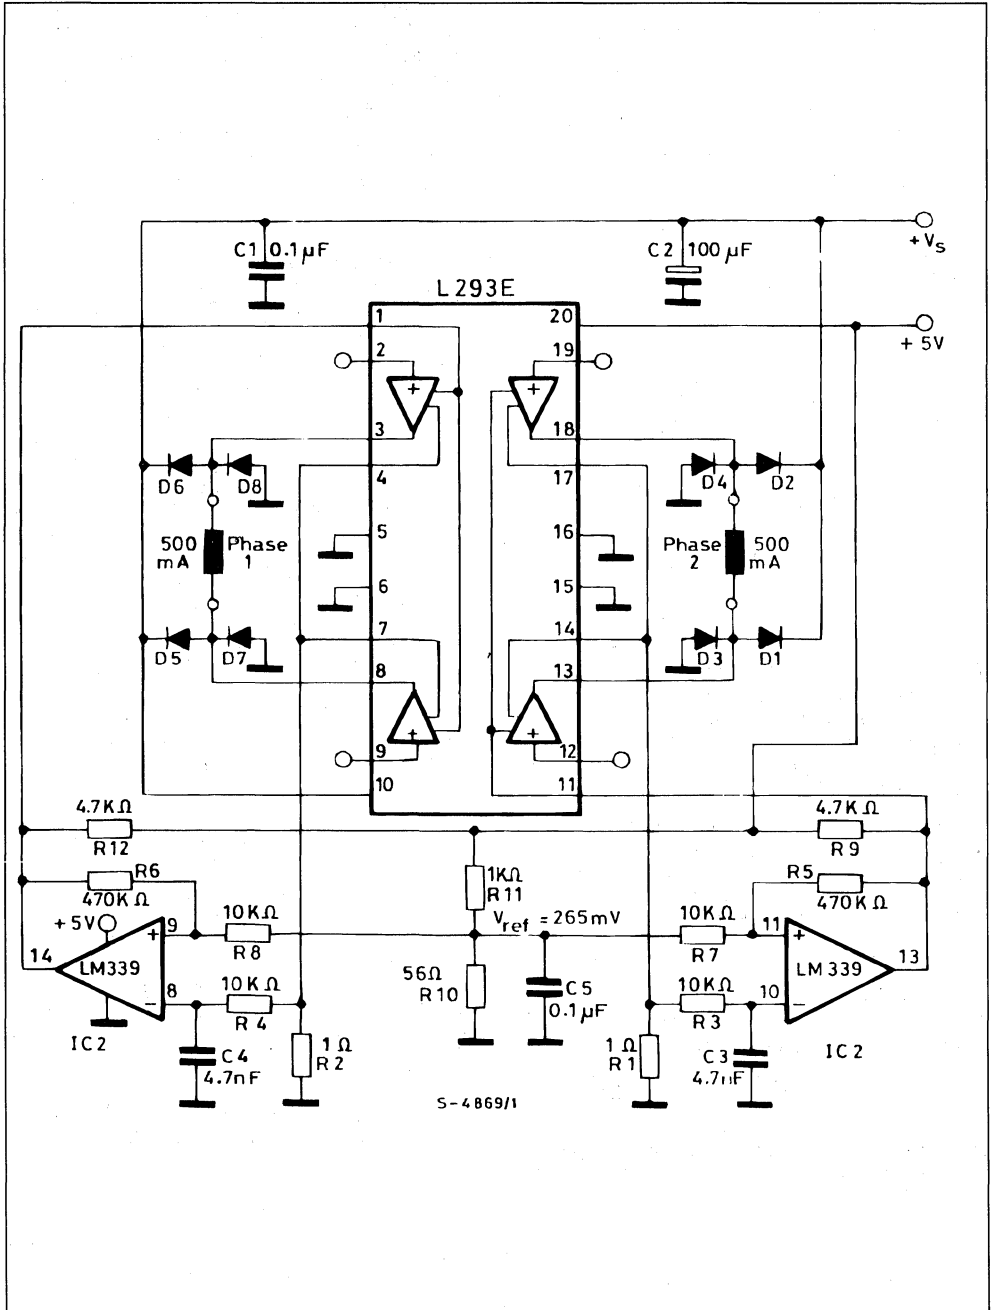 C1 0.1µF
C2 100µF
+Vs
L293E
1
20
+5V
2
19
+
+
3
18
4
17
D6
D8
D4
D2
5
16
500 mA
Phase 1
Phase 2
500 mA
6
15
7
14
D5
D7
D3
D1
8
13
+
+
9
12
10
11
4.7KΩ
R12
4.7KΩ
R9
R6
470KΩ
1KΩ
R11
R5
470KΩ
+5V
9
10KΩ
R8
Vref = 265mV
10KΩ
R7
11
14
+
LM339
-
56Ω
R10
+
LM339
-
13
8
10KΩ
R4
C5
0.1µF
10KΩ
R3
10
IC2
C4
4.7nF
1Ω
R2
1Ω
R1
C3
4.7nF
IC2
S-4869/1